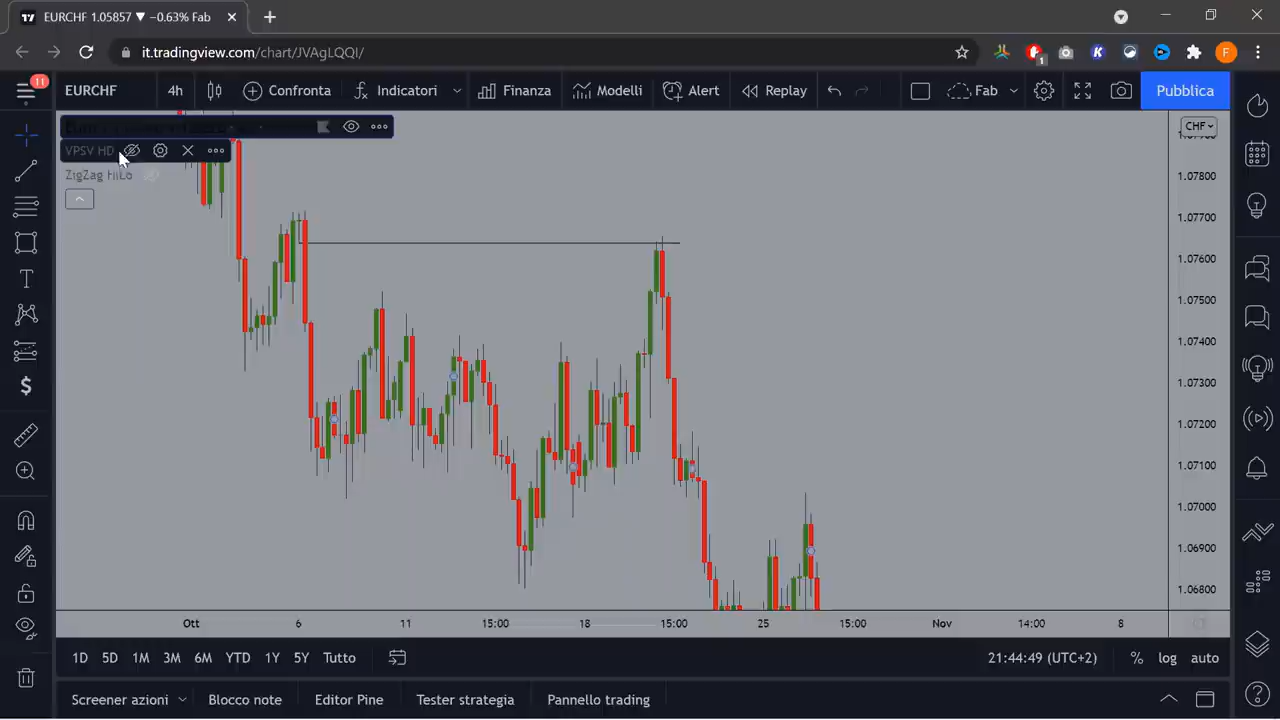 EURCHF 1.05857 ▼ −0.63% Fab
it.tradingview.com/chart/JVAgLQQI/
1
F
11
EURCHF
4h
Confronta
Indicatori
Finanza
Modelli
Alert
Replay
Fab
Pubblica
VPSV HD
ZigZag HiLo
CHF
1.07800
1.07700
1.07600
1.07500
1.07400
1.07300
1.07200
1.07100
1.07000
1.06900
1.06800
Ott 6 11 15:00 18 15:00 25 15:00 Nov 14:00 8
1D 5D 1M 3M 6M YTD 1Y 5Y Tutto
21:44:49 (UTC+2) % log auto
Screener azioni Blocco note Editor Pine Tester strategia Pannello trading